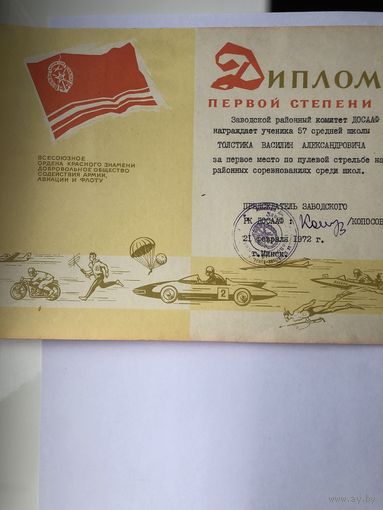 ВСЕСОЮЗНОЕ
ОРДЕНА КРАСНОГО ЗНАМЕНИ
ДОБРОВОЛЬНОЕ ОБЩЕСТВО
СОДЕЙСТВИЯ АРМИИ,
АВИАЦИИ И ФЛОТУ
ДИПЛОМ
ПЕРВОЙ СТЕПЕНИ
Заводской районный комитет ДОСААФ
награждает ученика 57 средней школы
ТОЛСТИКА ВАСИЛИЯ АЛЕКСАНДРОВИЧА
за первое место по пулевой стрельбе на
районных соревнованиях среди школ.
ПРЕДСЕДАТЕЛЬ ЗАВОДСКОГО
РК ДОСААФ: /КОНОСОВ
21 февраля 1972 г.
г.Минск.
2
www.ay.by